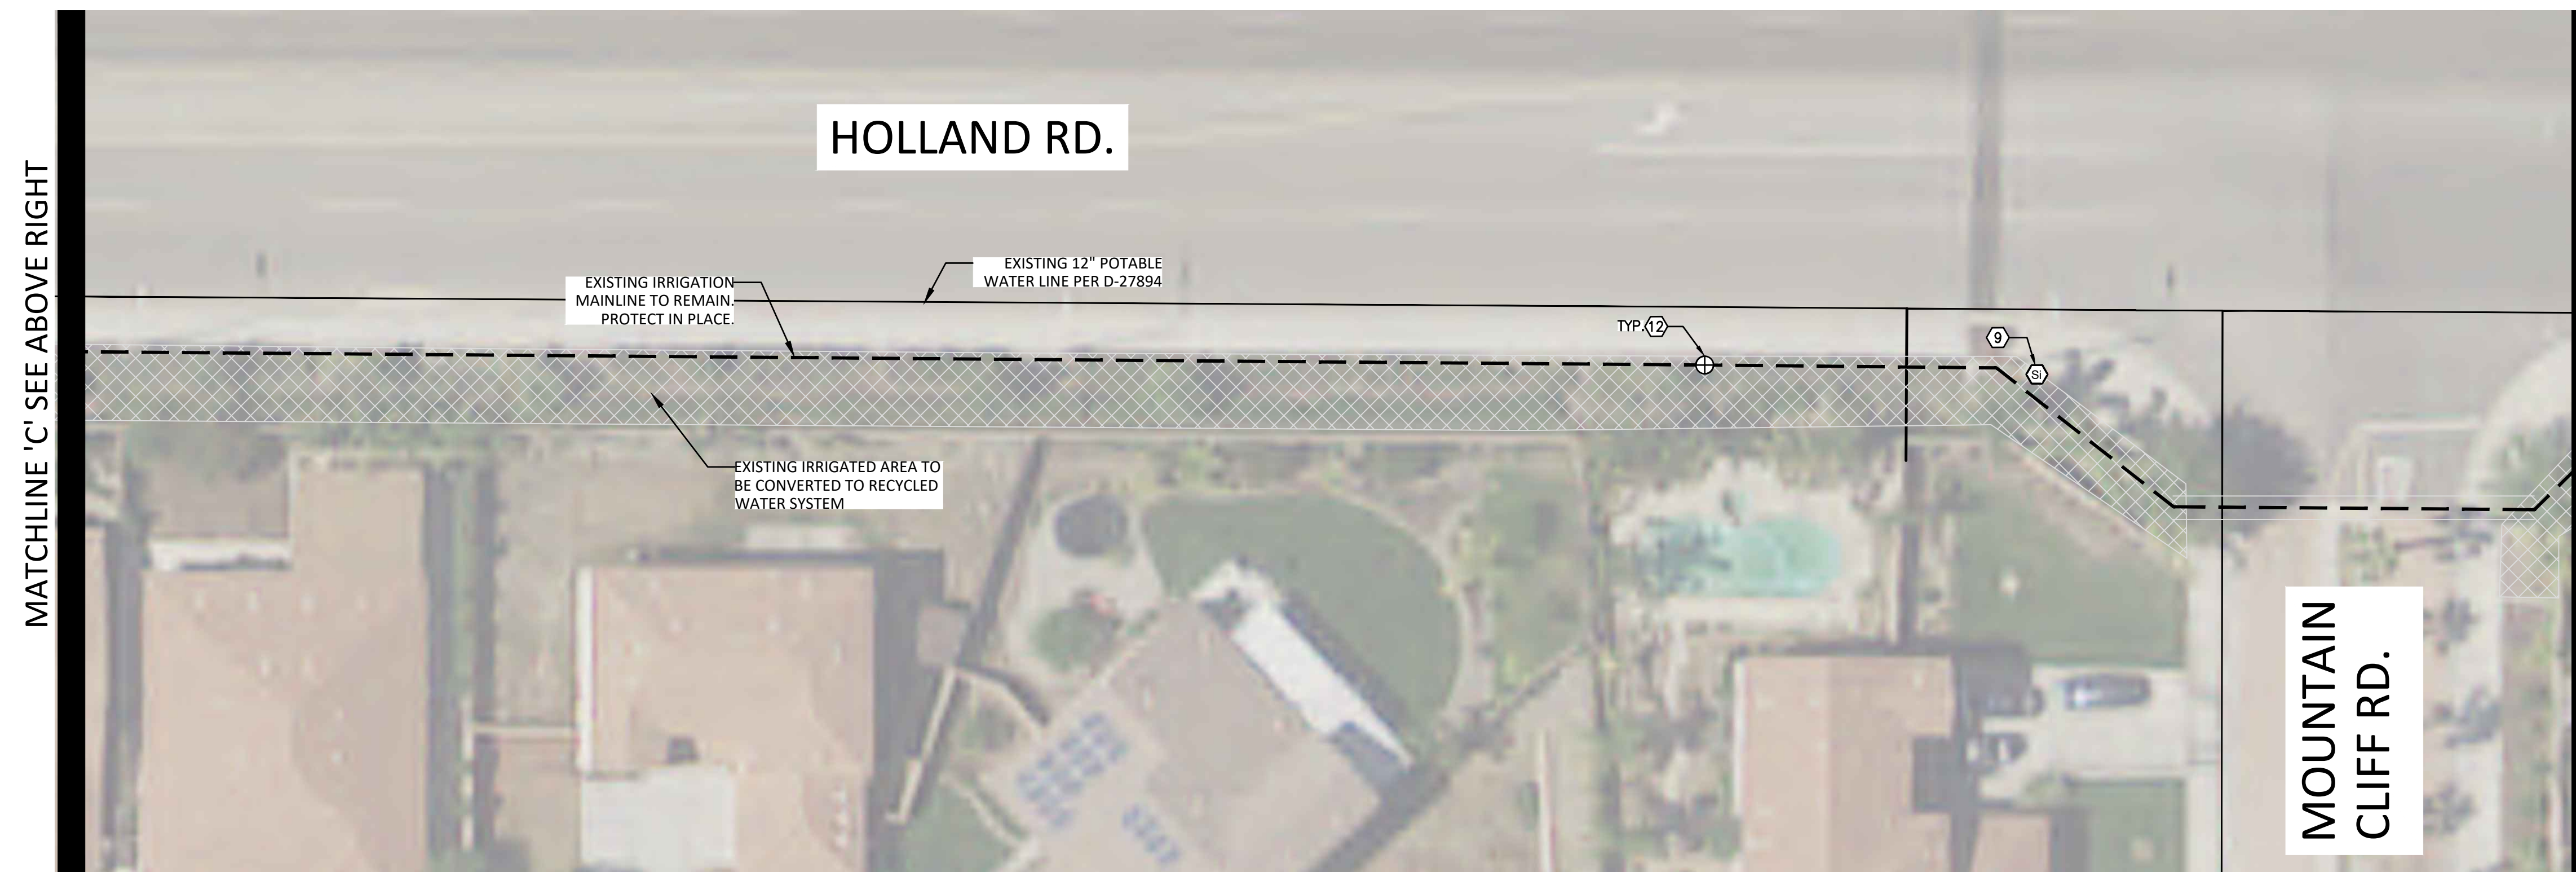 MATCHLINE 'C' SEE ABOVE RIGHT
HOLLAND RD.
EXISTING 12" POTABLE
WATER LINE PER D-27894
EXISTING IRRIGATION
MAINLINE TO REMAIN.
PROTECT IN PLACE.
TYP. 12
9
Si
EXISTING IRRIGATED AREA TO
BE CONVERTED TO RECYCLED
WATER SYSTEM
MOUNTAIN
CLIFF RD.